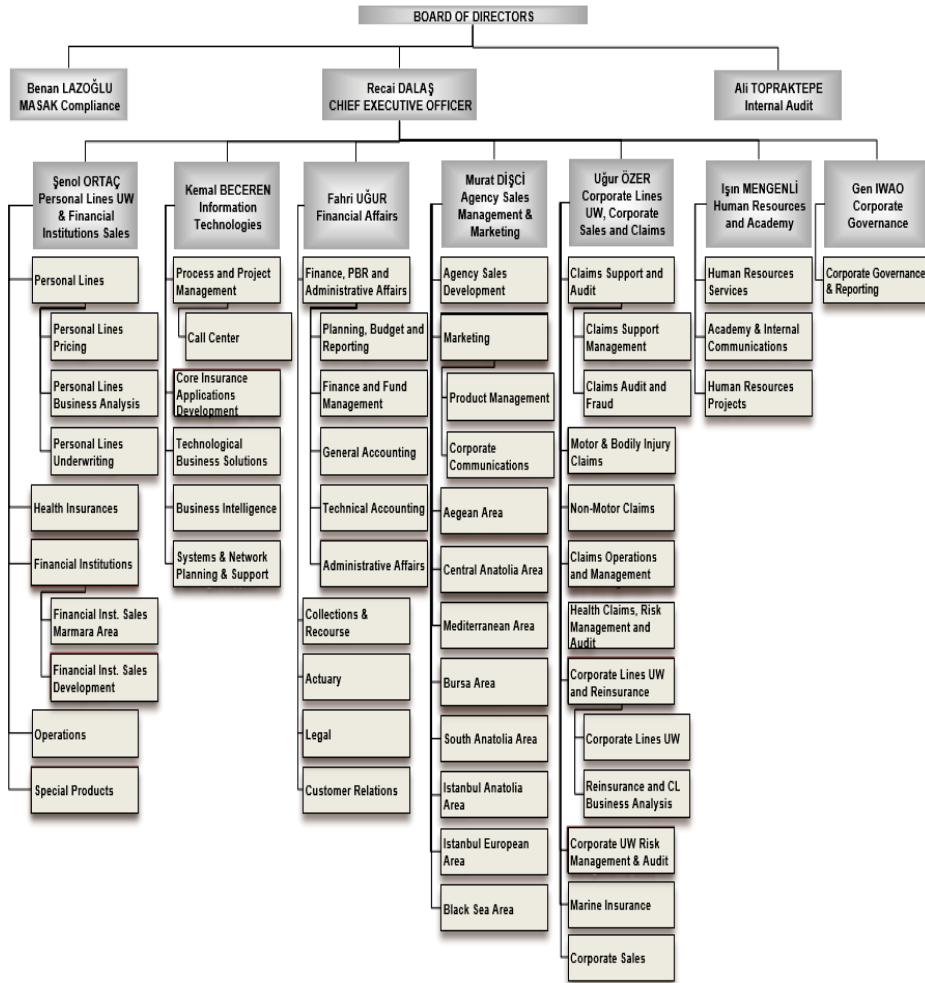 BOARD OF DIRECTORS
Benan LAZOĞLU
MASAK Compliance
Recai DALAŞ
CHIEF EXECUTIVE OFFICER
Ali TOPRAKTEPE
Internal Audit
Şenol ORTAÇ
Personal Lines UW
& Financial
Institutions Sales
Personal Lines
Personal Lines
Pricing
Personal Lines
Business Analysis
Personal Lines
Underwriting
Health Insurances
Financial Institutions
Financial Inst. Sales
Marmara Area
Financial Inst. Sales
Development
Operations
Special Products
Kemal BECEREN
Information
Technologies
Process and Project
Management
Call Center
Core Insurance
Applications
Development
Technological
Business Solutions
Business Intelligence
Systems & Network
Planning & Support
Fahri UĞUR
Financial Affairs
Finance, PBR and
Administrative Affairs
Planning, Budget and
Reporting
Finance and Fund
Management
General Accounting
Technical Accounting
Administrative Affairs
Collections &
Recourse
Actuary
Legal
Customer Relations
Murat DİŞCİ
Agency Sales
Management &
Marketing
Agency Sales
Development
Marketing
Product Management
Corporate
Communications
Aegean Area
Central Anatolia Area
Mediterranean Area
Bursa Area
South Anatolia Area
Istanbul Anatolia
Area
Istanbul European
Area
Black Sea Area
Uğur ÖZER
Corporate Lines
UW, Corporate
Sales and Claims
Claims Support and
Audit
Claims Support
Management
Claims Audit and
Fraud
Motor & Bodily Injury
Claims
Non-Motor Claims
Claims Operations
and Management
Health Claims, Risk
Management and
Audit
Corporate Lines UW
and Reinsurance
Corporate Lines UW
Reinsurance and CL
Business Analysis
Corporate UW Risk
Management & Audit
Marine Insurance
Corporate Sales
Işın MENGENLİ
Human Resources
and Academy
Human Resources
Services
Academy & Internal
Communications
Human Resources
Projects
Gen IWAO
Corporate
Governance
Corporate Governance
& Reporting